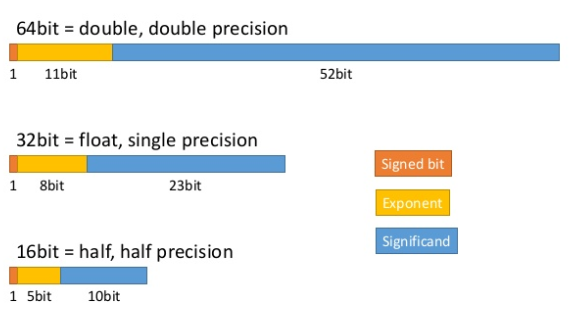 64bit = double, double precision
1 11bit 52bit
32bit = float, single precision
1 8bit 23bit
Signed bit
Exponent
Significand
16bit = half, half precision
1 5bit 10bit